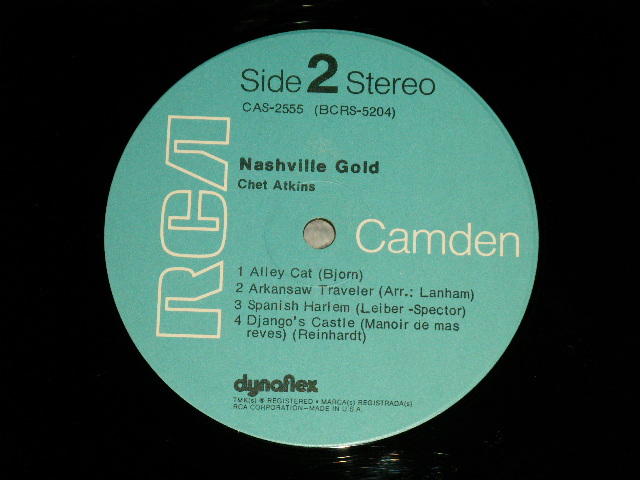 Side 2 Stereo
CAS-2555 (BCRS-5204)
RCA
Nashville Gold
Chet Atkins
Camden
1 Alley Cat (Bjorn)
2 Arkansaw Traveler (Arr.: Lanham)
3 Spanish Harlem (Leiber -Spector)
4 Django's Castle (Manoir de mas
reves) (Reinhardt)
dynaflex
TMK(s) ® REGISTERED • MARCA(s) REGISTRADA(s)
RCA CORPORATION—MADE IN U.S.A.